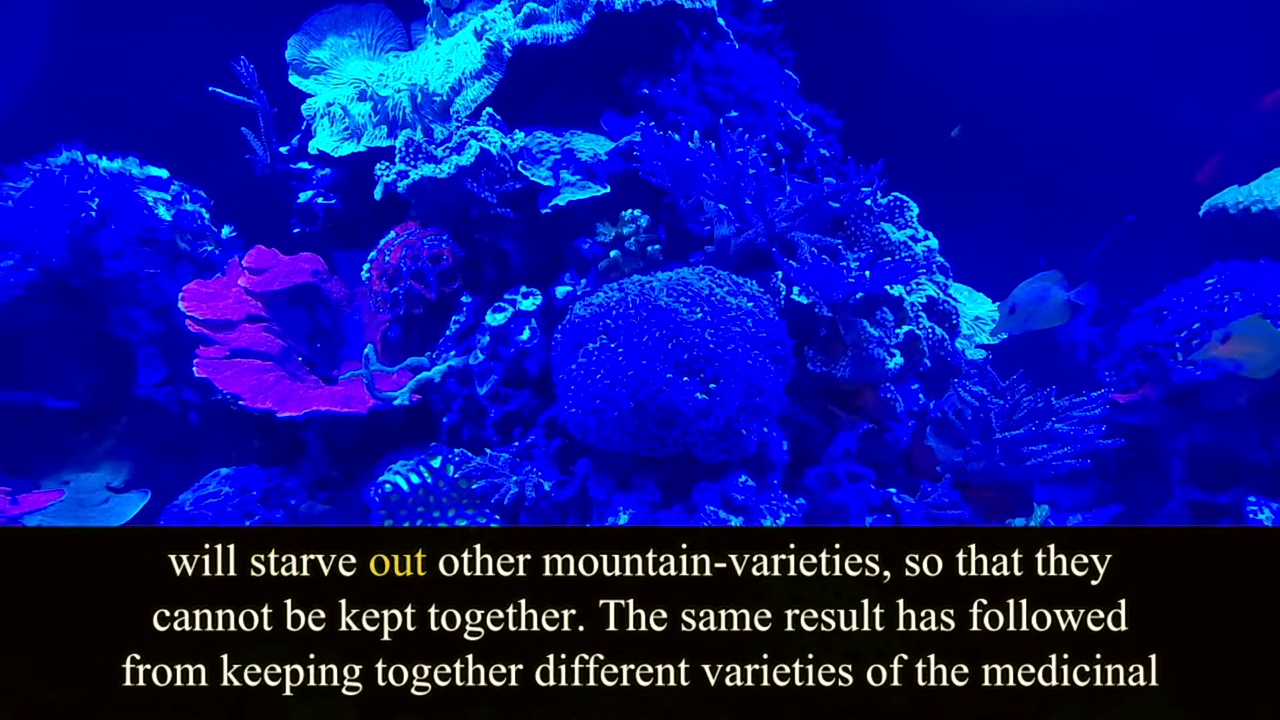 will starve out other mountain-varieties, so that they
cannot be kept together. The same result has followed
from keeping together different varieties of the medicinal